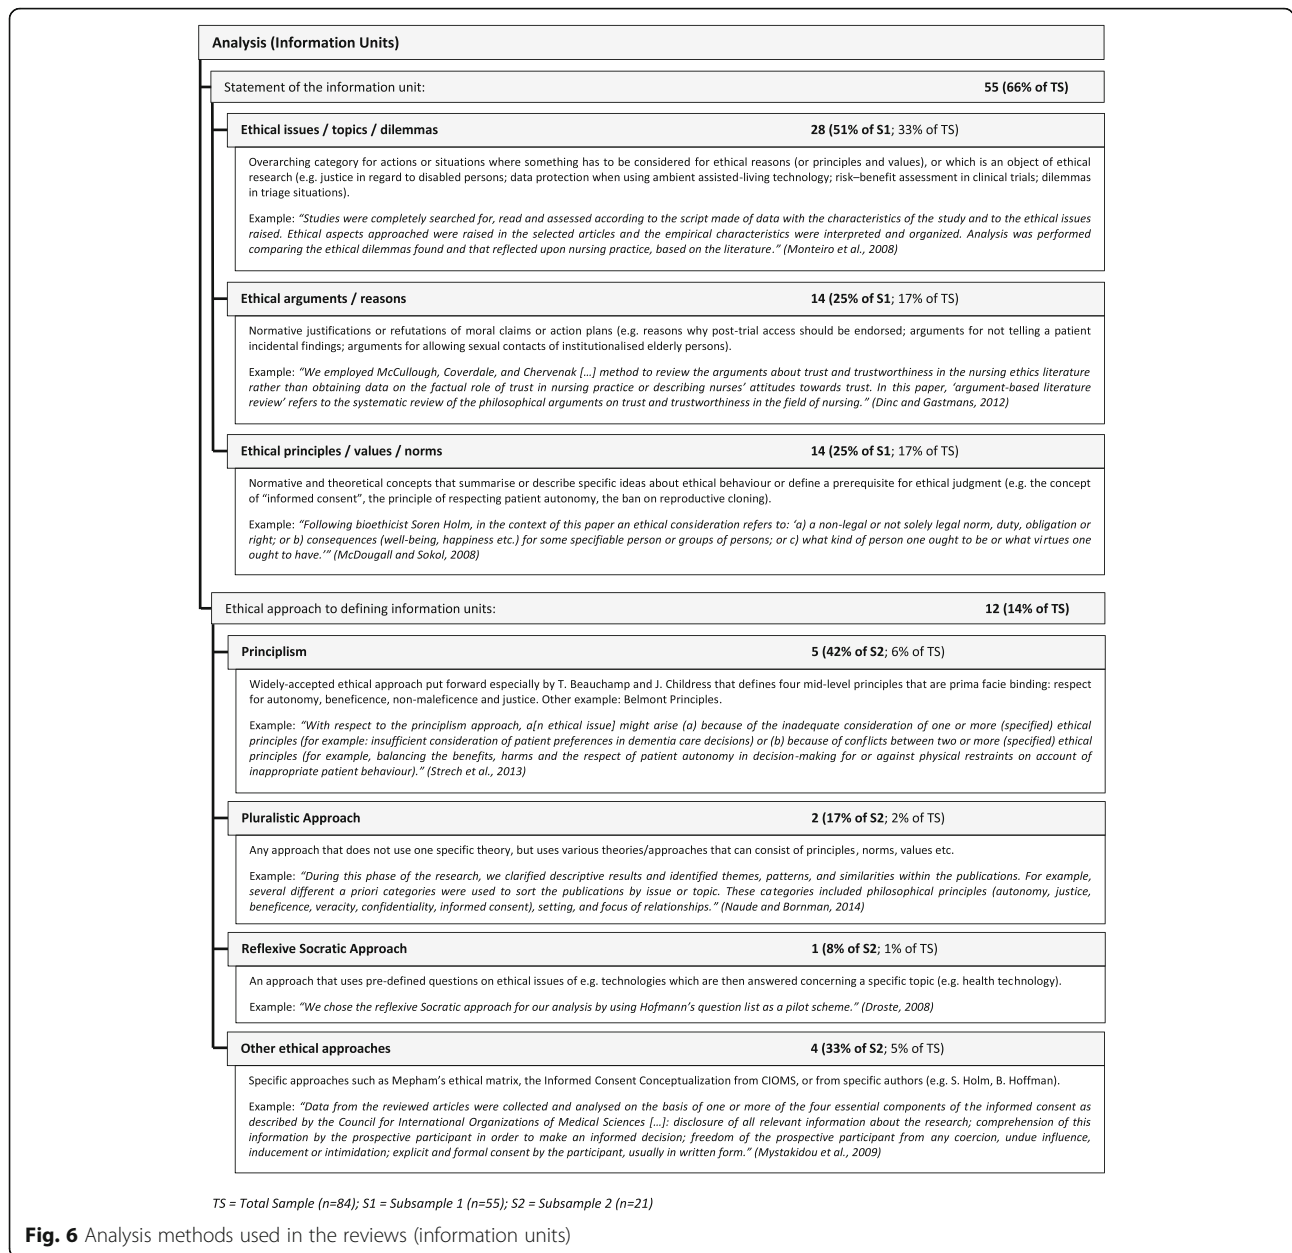 Analysis (Information Units)
Statement of the information unit: 55 (66% of TS)
Ethical issues / topics / dilemmas 28 (51% of S1; 33% of TS)
Overarching category for actions or situations where something has to be considered for ethical reasons (or principles and values), or which is an object of ethical
research (e.g. justice in regard to disabled persons; data protection when using ambient assisted-living technology; risk–benefit assessment in clinical trials; dilemmas
in triage situations).
Example: “Studies were completely searched for, read and assessed according to the script made of data with the characteristics of the study and to the ethical issues
raised. Ethical aspects approached were raised in the selected articles and the empirical characteristics were interpreted and organized. Analysis was performed
comparing the ethical dilemmas found and that reflected upon nursing practice, based on the literature.” (Monteiro et al., 2008)
Ethical arguments / reasons 14 (25% of S1; 17% of TS)
Normative justifications or refutations of moral claims or action plans (e.g. reasons why post-trial access should be endorsed; arguments for not telling a patient
incidental findings; arguments for allowing sexual contacts of institutionalised elderly persons).
Example: “We employed McCullough, Coverdale, and Chervenak […] method to review the arguments about trust and trustworthiness in the nursing ethics literature
rather than obtaining data on the factual role of trust in nursing practice or describing nurses’ attitudes towards trust. In this paper, ‘argument-based literature
review’ refers to the systematic review of the philosophical arguments on trust and trustworthiness in the field of nursing.” (Dinc and Gastmans, 2012)
Ethical principles / values / norms 14 (25% of S1; 17% of TS)
Normative and theoretical concepts that summarise or describe specific ideas about ethical behaviour or define a prerequisite for ethical judgment (e.g. the concept
of “informed consent”, the principle of respecting patient autonomy, the ban on reproductive cloning).
Example: “Following bioethicist Soren Holm, in the context of this paper an ethical consideration refers to: ‘a) a non-legal or not solely legal norm, duty, obligation or
right; or b) consequences (well-being, happiness etc.) for some specifiable person or groups of persons; or c) what kind of person one ought to be or what virtues one
ought to have.’” (McDougall and Sokol, 2008)
Ethical approach to defining information units: 12 (14% of TS)
Principlism 5 (42% of S2; 6% of TS)
Widely-accepted ethical approach put forward especially by T. Beauchamp and J. Childress that defines four mid-level principles that are prima facie binding: respect
for autonomy, beneficence, non-maleficence and justice. Other example: Belmont Principles.
Example: “With respect to the principlism approach, a[n ethical issue] might arise (a) because of the inadequate consideration of one or more (specified) ethical
principles (for example: insufficient consideration of patient preferences in dementia care decisions) or (b) because of conflicts between two or more (specified) ethical
principles (for example, balancing the benefits, harms and the respect of patient autonomy in decision-making for or against physical restraints on account of
inappropriate patient behaviour).” (Strech et al., 2013)
Pluralistic Approach 2 (17% of S2; 2% of TS)
Any approach that does not use one specific theory, but uses various theories/approaches that can consist of principles, norms, values etc.
Example: “During this phase of the research, we clarified descriptive results and identified themes, patterns, and similarities within the publications. For example,
several different a priori categories were used to sort the publications by issue or topic. These categories included philosophical principles (autonomy, justice,
beneficence, veracity, confidentiality, informed consent), setting, and focus of relationships.” (Naude and Bornman, 2014)
Reflexive Socratic Approach 1 (8% of S2; 1% of TS)
An approach that uses pre-defined questions on ethical issues of e.g. technologies which are then answered concerning a specific topic (e.g. health technology).
Example: “We chose the reflexive Socratic approach for our analysis by using Hofmann’s question list as a pilot scheme.” (Droste, 2008)
Other ethical approaches 4 (33% of S2; 5% of TS)
Specific approaches such as Mepham’s ethical matrix, the Informed Consent Conceptualization from CIOMS, or from specific authors (e.g. S. Holm, B. Hoffman).
Example: “Data from the reviewed articles were collected and analysed on the basis of one or more of the four essential components of the informed consent as
described by the Council for International Organizations of Medical Sciences […]: disclosure of all relevant information about the research; comprehension of this
information by the prospective participant in order to make an informed decision; freedom of the prospective participant from any coercion, undue influence,
inducement or intimidation; explicit and formal consent by the participant, usually in written form.” (Mystakidou et al., 2009)
TS = Total Sample (n=84); S1 = Subsample 1 (n=55); S2 = Subsample 2 (n=21)
Fig. 6 Analysis methods used in the reviews (information units)